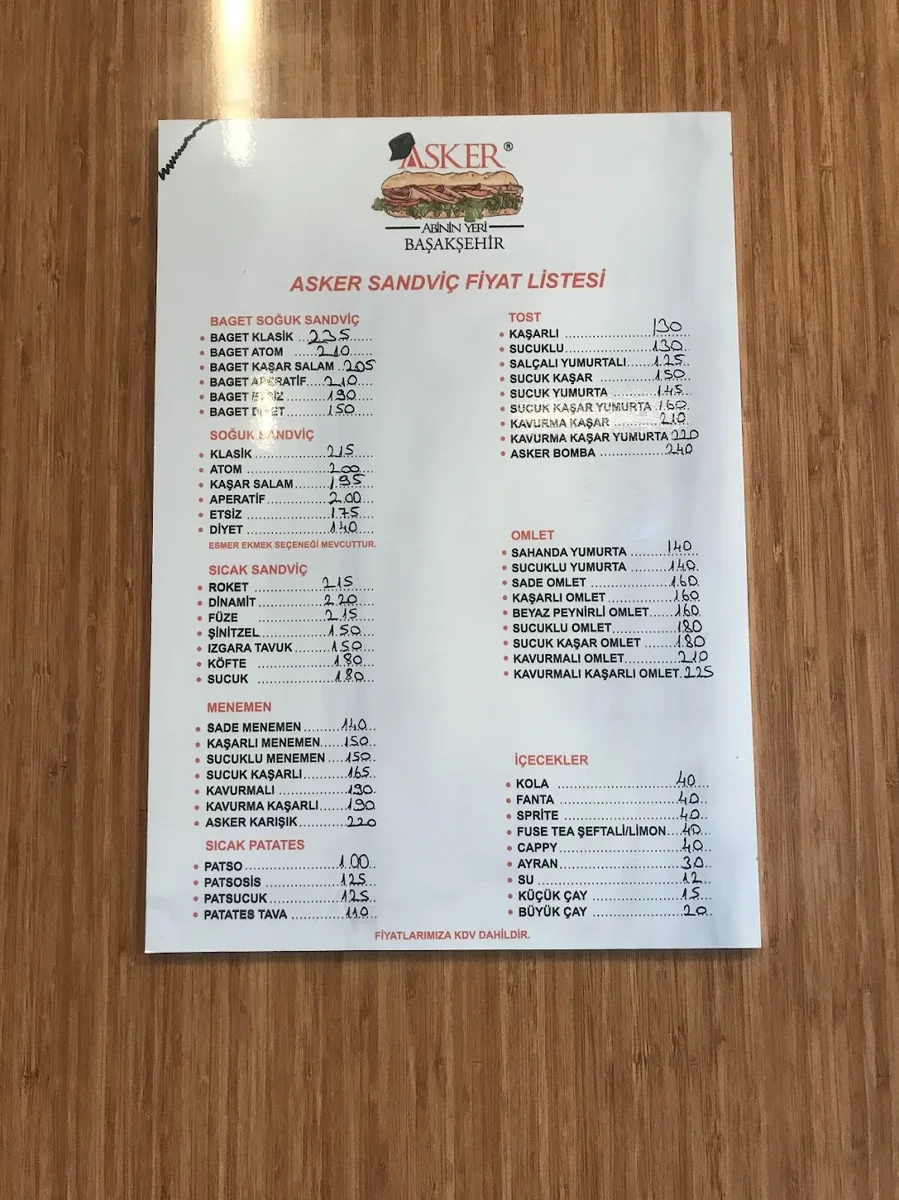 ASKER®
ABİNİN YERİ
BAŞAKŞEHİR
ASKER SANDVİÇ FİYAT LİSTESİ
BAGET SOĞUK SANDVİÇ
• BAGET KLASİK ...235......
• BAGET ATOM ....210......
• BAGET KAŞAR SALAM ..205
• BAGET APERATİF....210....
• BAGET ETSİZ ......190.....
• BAGET DİYET ......150.....
SOĞUK SANDVİÇ
• KLASİK ..............215.....
• ATOM ................200....
• KAŞAR SALAM.......195...
• APERATİF............200...
• ETSİZ ................175....
• DİYET ................140....
ESMER EKMEK SEÇENEĞİ MEVCUTTUR.
SICAK SANDVİÇ
• ROKET ..............215.....
• DİNAMİT.............220....
• FÜZE .................215....
• ŞİNİTZEL.............150....
• IZGARA TAVUK......150...
• KÖFTE ..............180...
• SUCUK ..............180...
MENEMEN
• SADE MENEMEN........140..
• KAŞARLI MENEMEN.....150..
• SUCUKLU MENEMEN ...150..
• SUCUK KAŞARLI........165..
• KAVURMALI .............190.
• KAVURMA KAŞARLI.....190.
• ASKER KARIŞIK..........220
SICAK PATATES
• PATSO .................100...
• PATSOSİS .............125...
• PATSUCUK .............125...
• PATATES TAVA ........110..
TOST
• KAŞARLI ...................130
• SUCUKLU..................130.
• SALÇALI YUMURTALI.....125.
• SUCUK KAŞAR ...........150.
• SUCUK YUMURTA ........145..
• SUCUK KAŞAR YUMURTA .160.
• KAVURMA KAŞAR .........210
• KAVURMA KAŞAR YUMURTA 220
• ASKER BOMBA ............240
OMLET
• SAHANDA YUMURTA .......140
• SUCUKLU YUMURTA .......140.
• SADE OMLET ..............160.
• KAŞARLI OMLET ...........160.
• BEYAZ PEYNİRLİ OMLET....160.
• SUCUKLU OMLET...........180
• SUCUK KAŞAR OMLET .....180.
• KAVURMALI OMLET.........210
• KAVURMALI KAŞARLI OMLET.225
İÇECEKLER
• KOLA .....................40...
• FANTA ....................40..
• SPRİTE ...................40..
• FUSE TEA ŞEFTALİ/LİMON...40..
• CAPPY ....................40..
• AYRAN.....................30..
• SU .........................12..
• KÜÇÜK ÇAY ...............15..
• BÜYÜK ÇAY ...............20..
FİYATLARIMIZA KDV DAHİLDİR.